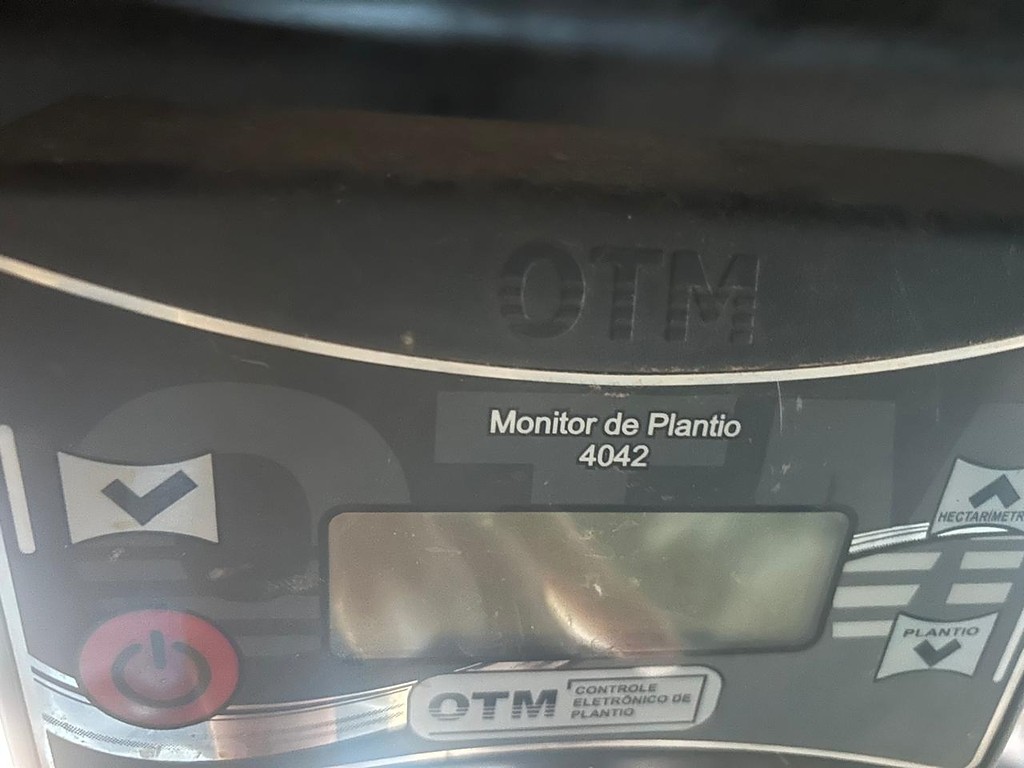 OTM
Monitor de Plantio
4042
HECTARÍMETR
PLANTIO
OTM
CONTROLE
ELETRÔNICO DE
PLANTIO